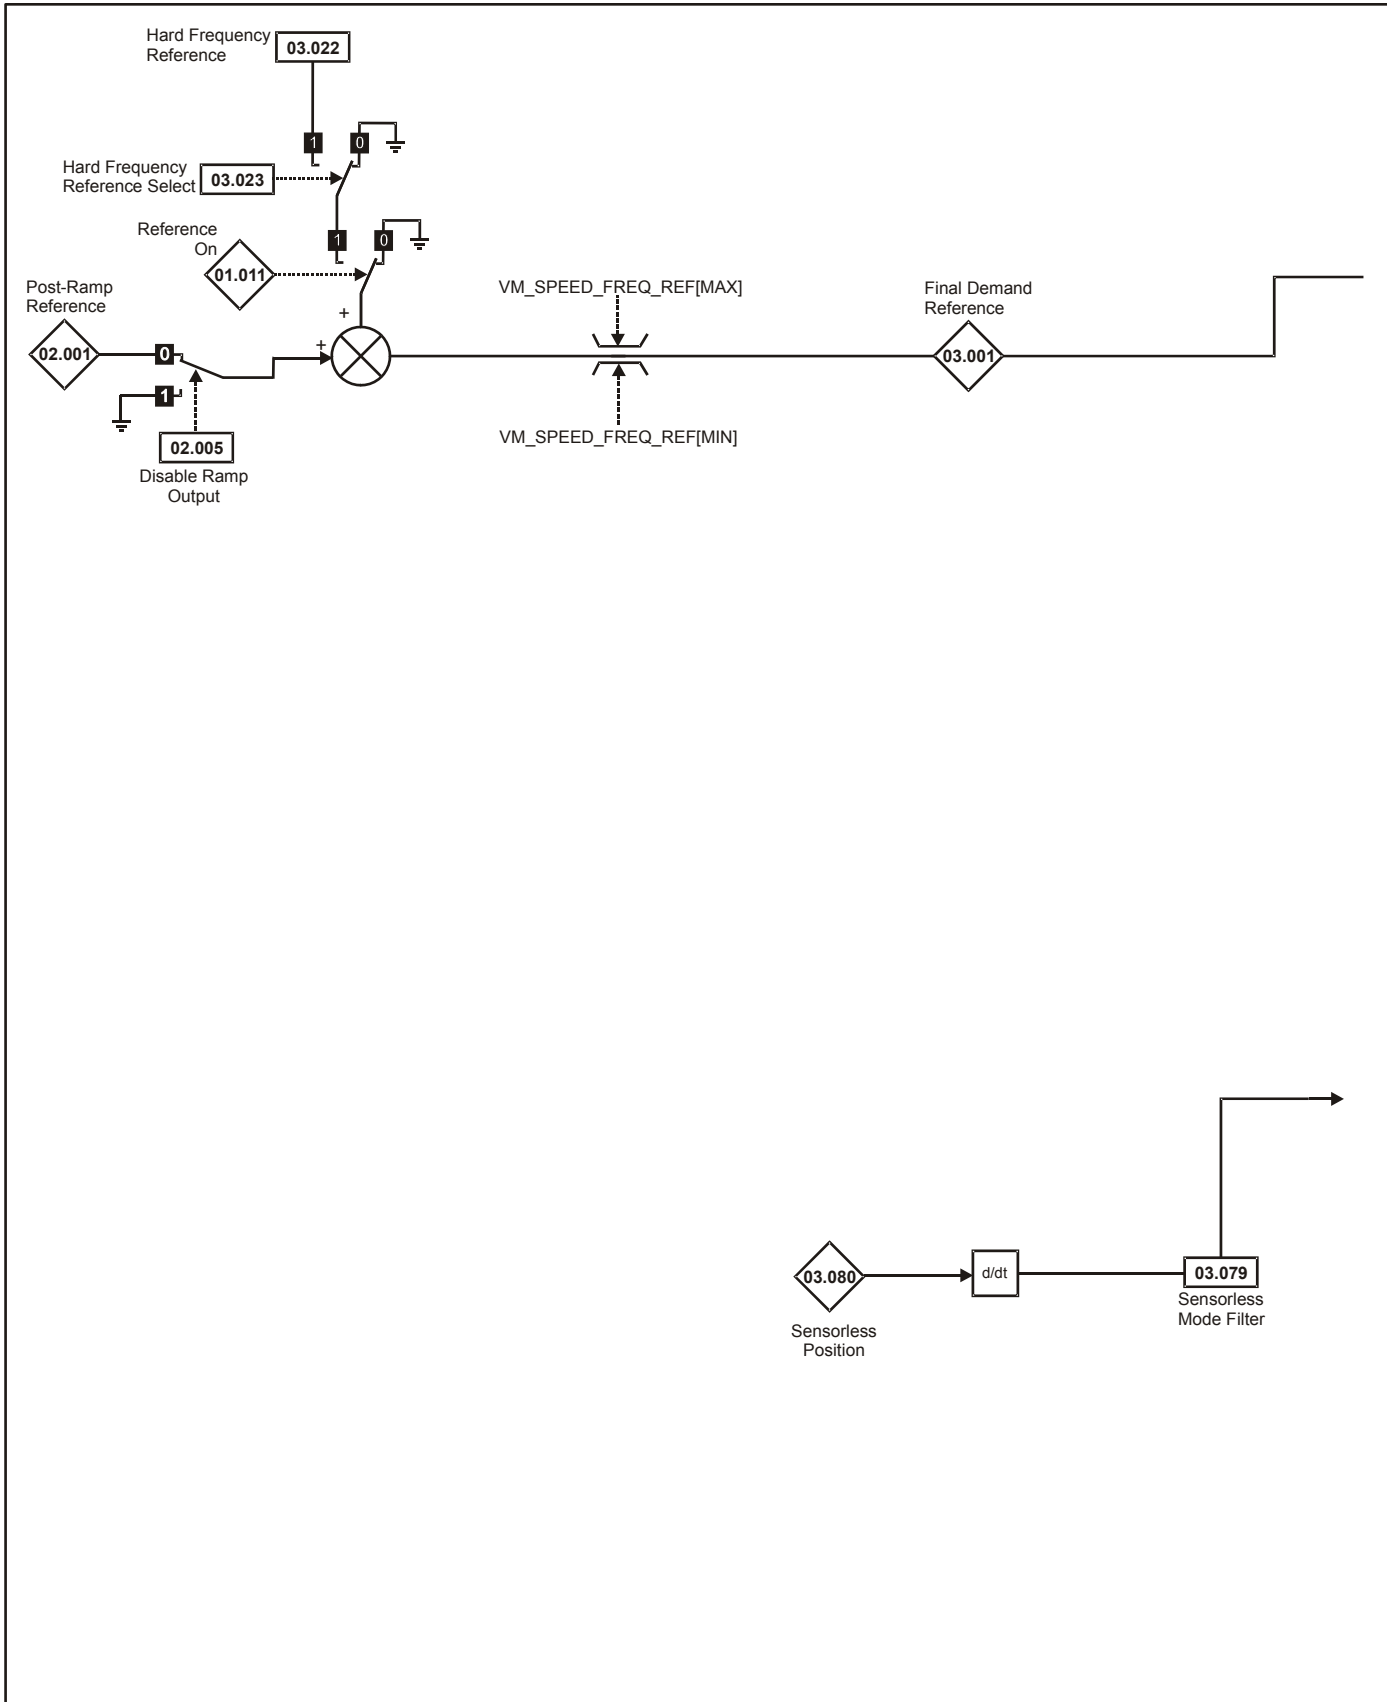 Hard Frequency
Reference
03.022
1
0
Hard Frequency
Reference Select
03.023
Reference
On
1
0
01.011
Post-Ramp
Reference
VM_SPEED_FREQ_REF[MAX]
Final Demand
Reference
+
+
02.001
0
03.001
1
02.005
VM_SPEED_FREQ_REF[MIN]
Disable Ramp
Output
03.080
d/dt
03.079
Sensorless
Mode Filter
Sensorless
Position